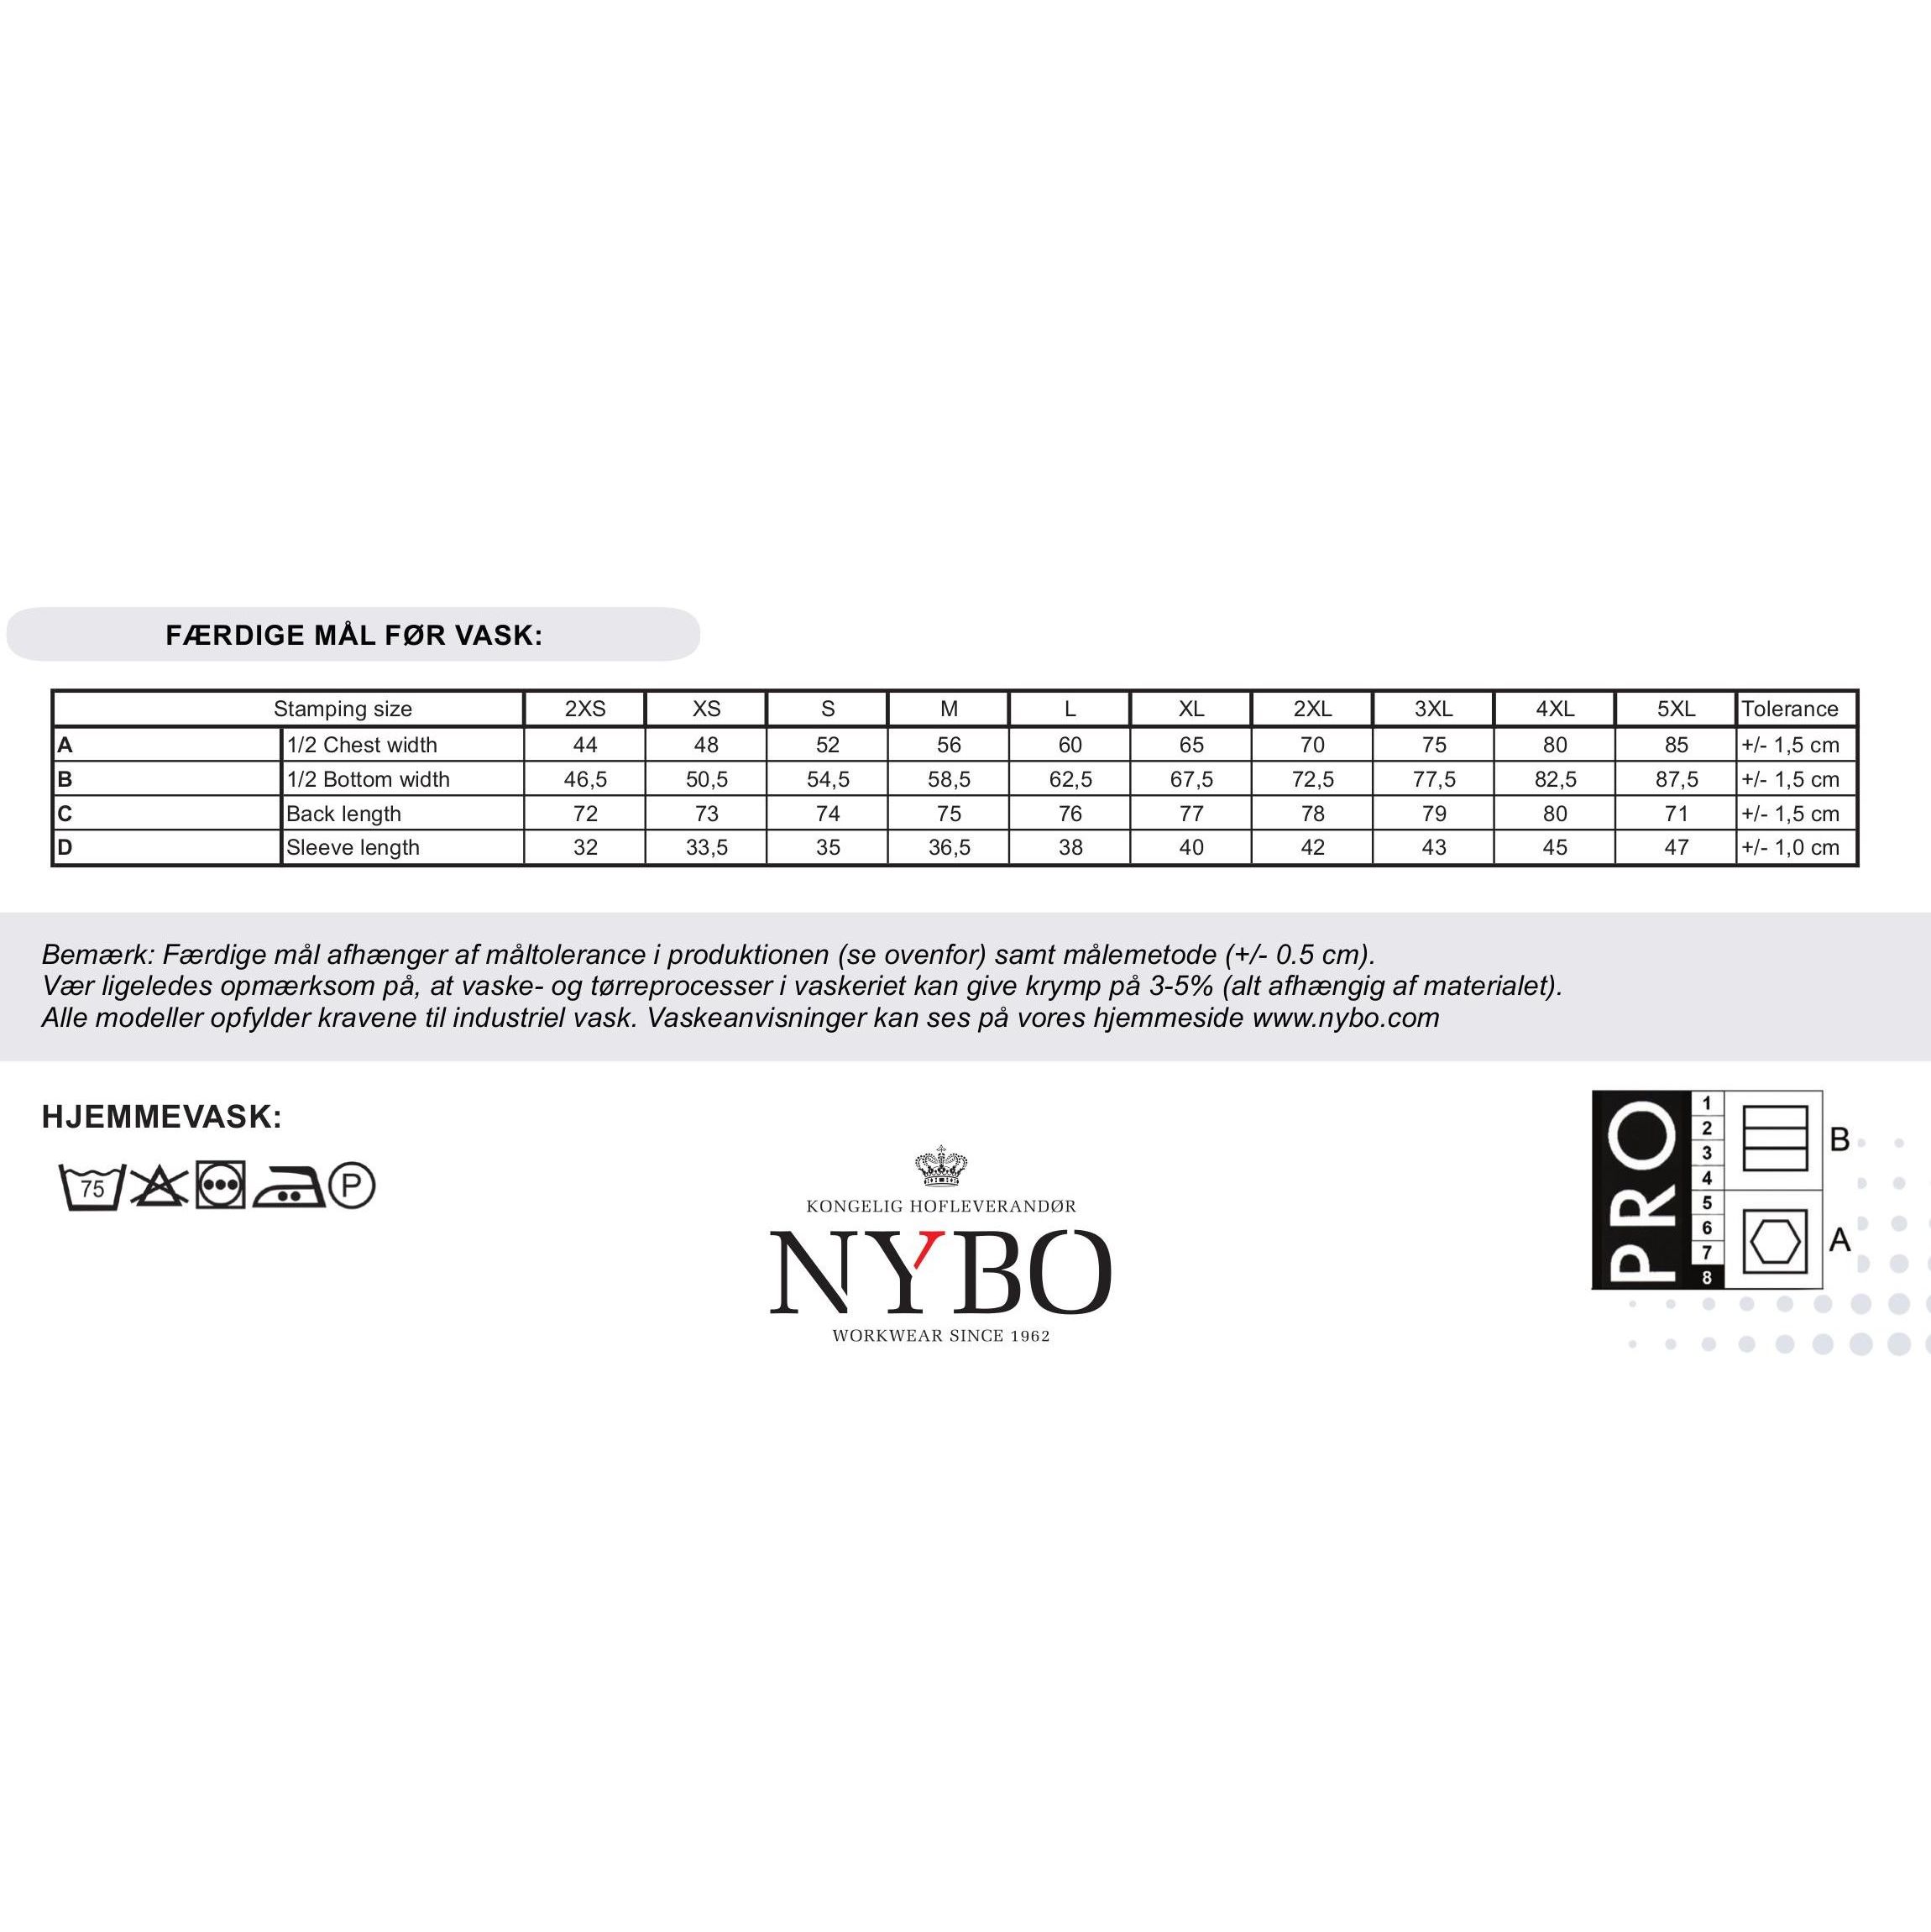 FÆRDIGE MÅL FØR VASK:
Stamping size 2XS XS S M L XL 2XL 3XL 4XL 5XL Tolerance
A 1/2 Chest width 44 48 52 56 60 65 70 75 80 85 +/- 1,5 cm
B 1/2 Bottom width 46,5 50,5 54,5 58,5 62,5 67,5 72,5 77,5 82,5 87,5 +/- 1,5 cm
C Back length 72 73 74 75 76 77 78 79 80 71 +/- 1,5 cm
D Sleeve length 32 33,5 35 36,5 38 40 42 43 45 47 +/- 1,0 cm
Bemærk: Færdige mål afhænger af måltolerance i produktionen (se ovenfor) samt målemetode (+/- 0.5 cm).
Vær ligeledes opmærksom på, at vaske- og tørreprocesser i vaskeriet kan give krymp på 3-5% (alt afhængig af materialet).
Alle modeller opfylder kravene til industriel vask. Vaskeanvisninger kan ses på vores hjemmeside www.nybo.com
HJEMMEVASK:
75 P
KONGELIG HOFLEVERANDØR
NYBO
WORKWEAR SINCE 1962
PRO
1
2
3
4
5
6
7
8
B
A